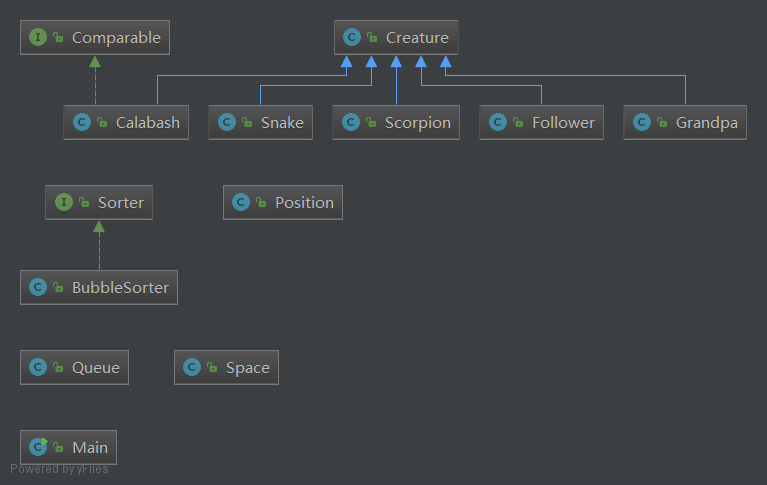 I Comparable
C Creature
C Calabash
C Snake
C Scorpion
C Follower
C Grandpa
I Sorter
C Position
C BubbleSorter
C Queue
C Space
C Main
Powered by yFiles